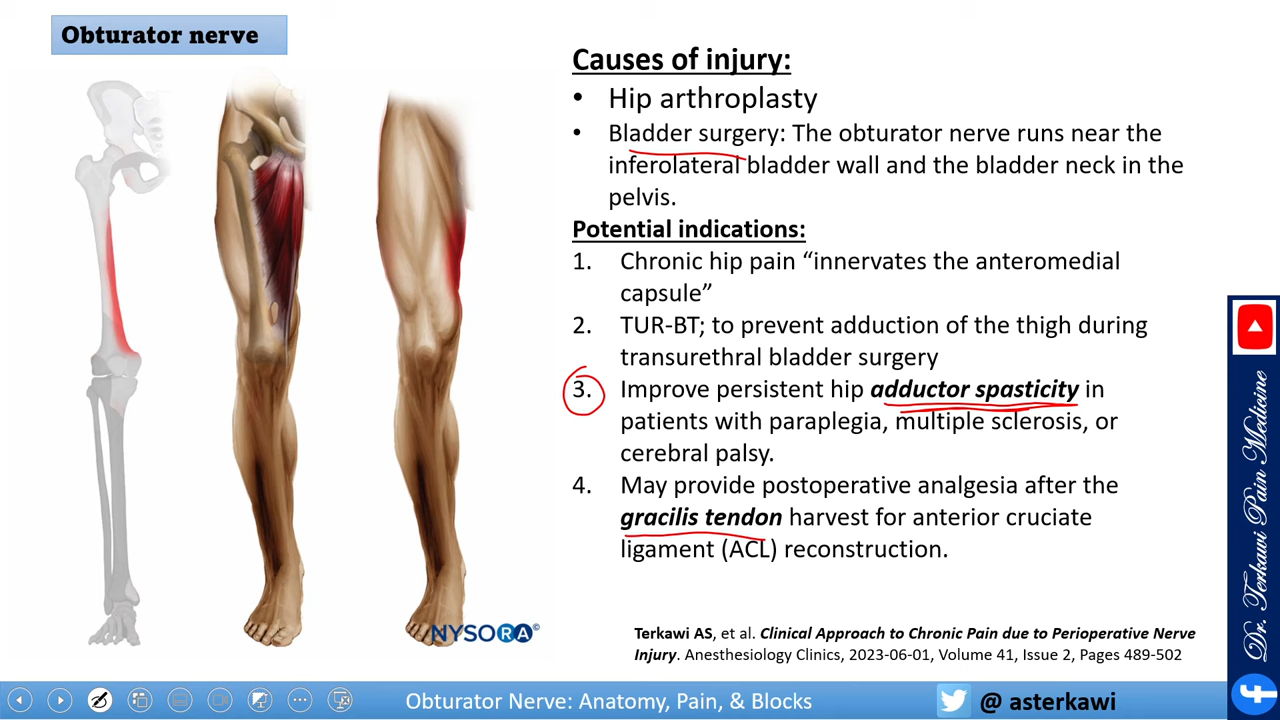 Obturator nerve
Causes of injury:
• Hip arthroplasty
• Bladder surgery: The obturator nerve runs near the
inferolateral bladder wall and the bladder neck in the
pelvis.
Potential indications:
1. Chronic hip pain “innervates the anteromedial
capsule”
2. TUR-BT; to prevent adduction of the thigh during
transurethral bladder surgery
3. Improve persistent hip adductor spasticity in
patients with paraplegia, multiple sclerosis, or
cerebral palsy.
4. May provide postoperative analgesia after the
gracilis tendon harvest for anterior cruciate
ligament (ACL) reconstruction.
NYSORA©
Terkawi AS, et al. Clinical Approach to Chronic Pain due to Perioperative Nerve
Injury. Anesthesiology Clinics, 2023-06-01, Volume 41, Issue 2, Pages 489-502
Obturator Nerve: Anatomy, Pain, & Blocks
@ asterkawi
Dr. Terkawi Pain Medicine